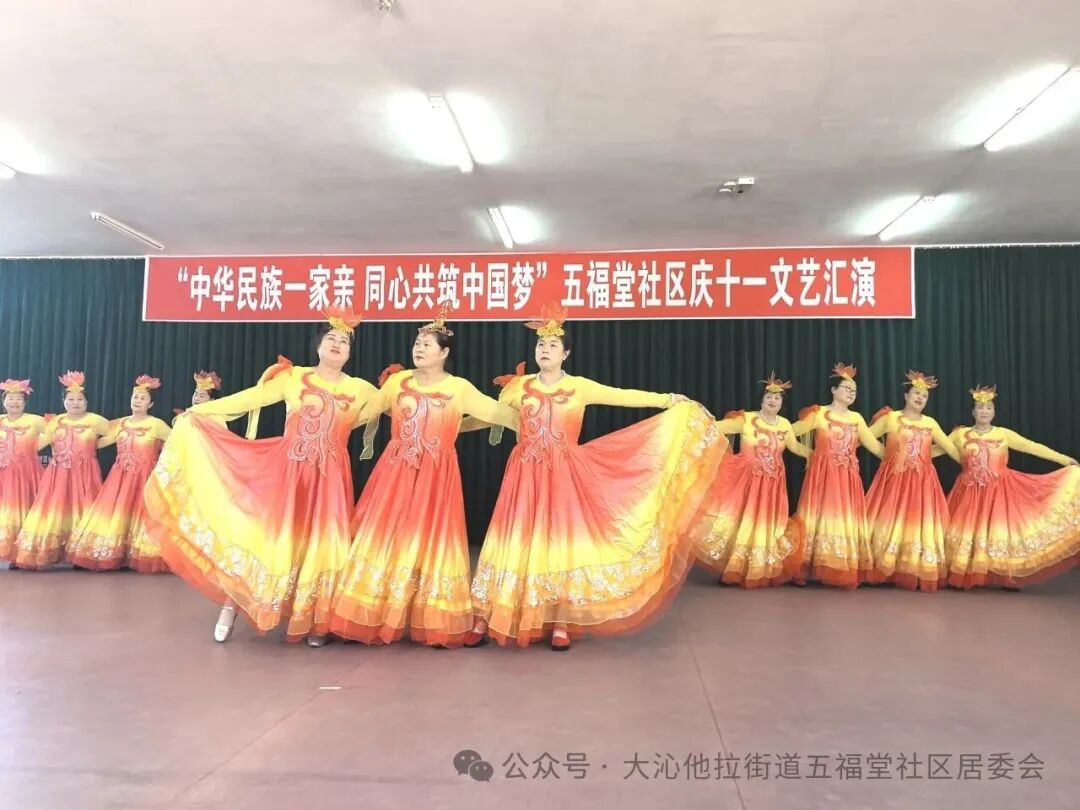 “中华民族一家亲 同心共筑中国梦”五福堂社区庆十一文艺汇演
公众号·大沁他拉街道五福堂社区居委会